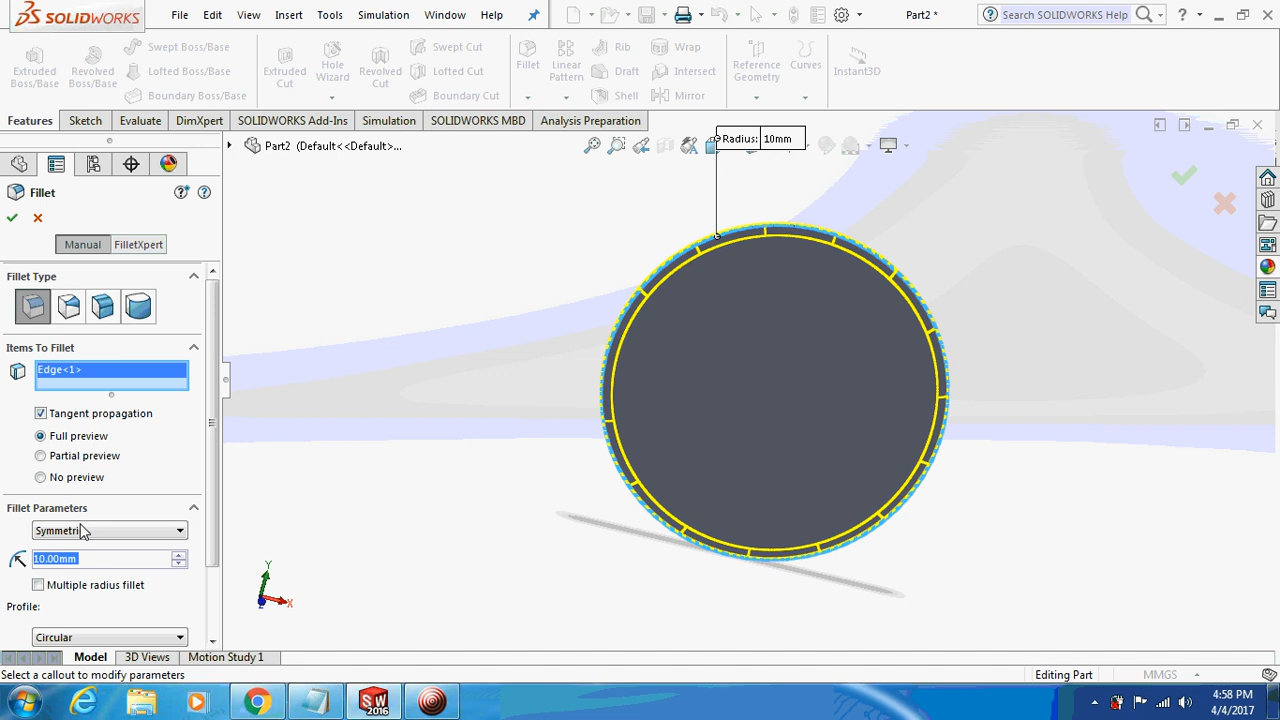 SOLIDWORKS
File Edit View Insert Tools Simulation Window Help
Part2 *
Search SOLIDWORKS Help
Extruded Boss/Base
Revolved Boss/Base
Swept Boss/Base
Lofted Boss/Base
Boundary Boss/Base
Extruded Cut
Hole Wizard
Revolved Cut
Swept Cut
Lofted Cut
Boundary Cut
Fillet
Linear Pattern
Rib
Draft
Shell
Wrap
Intersect
Mirror
Reference Geometry
Curves
Instant3D
Features Sketch Evaluate DimXpert SOLIDWORKS Add-Ins Simulation SOLIDWORKS MBD Analysis Preparation
Part2 (Default<<Default>...
Radius: 10mm
Fillet
Manual FilletXpert
Fillet Type
Items To Fillet
Edge<1>
Tangent propagation
Full preview
Partial preview
No preview
Fillet Parameters
Symmetric
10.00mm
Multiple radius fillet
Profile:
Circular
Y
X
Z
Model 3D Views Motion Study 1
Select a callout to modify parameters
Editing Part
MMGS
SW
2016
4:58 PM
4/4/2017